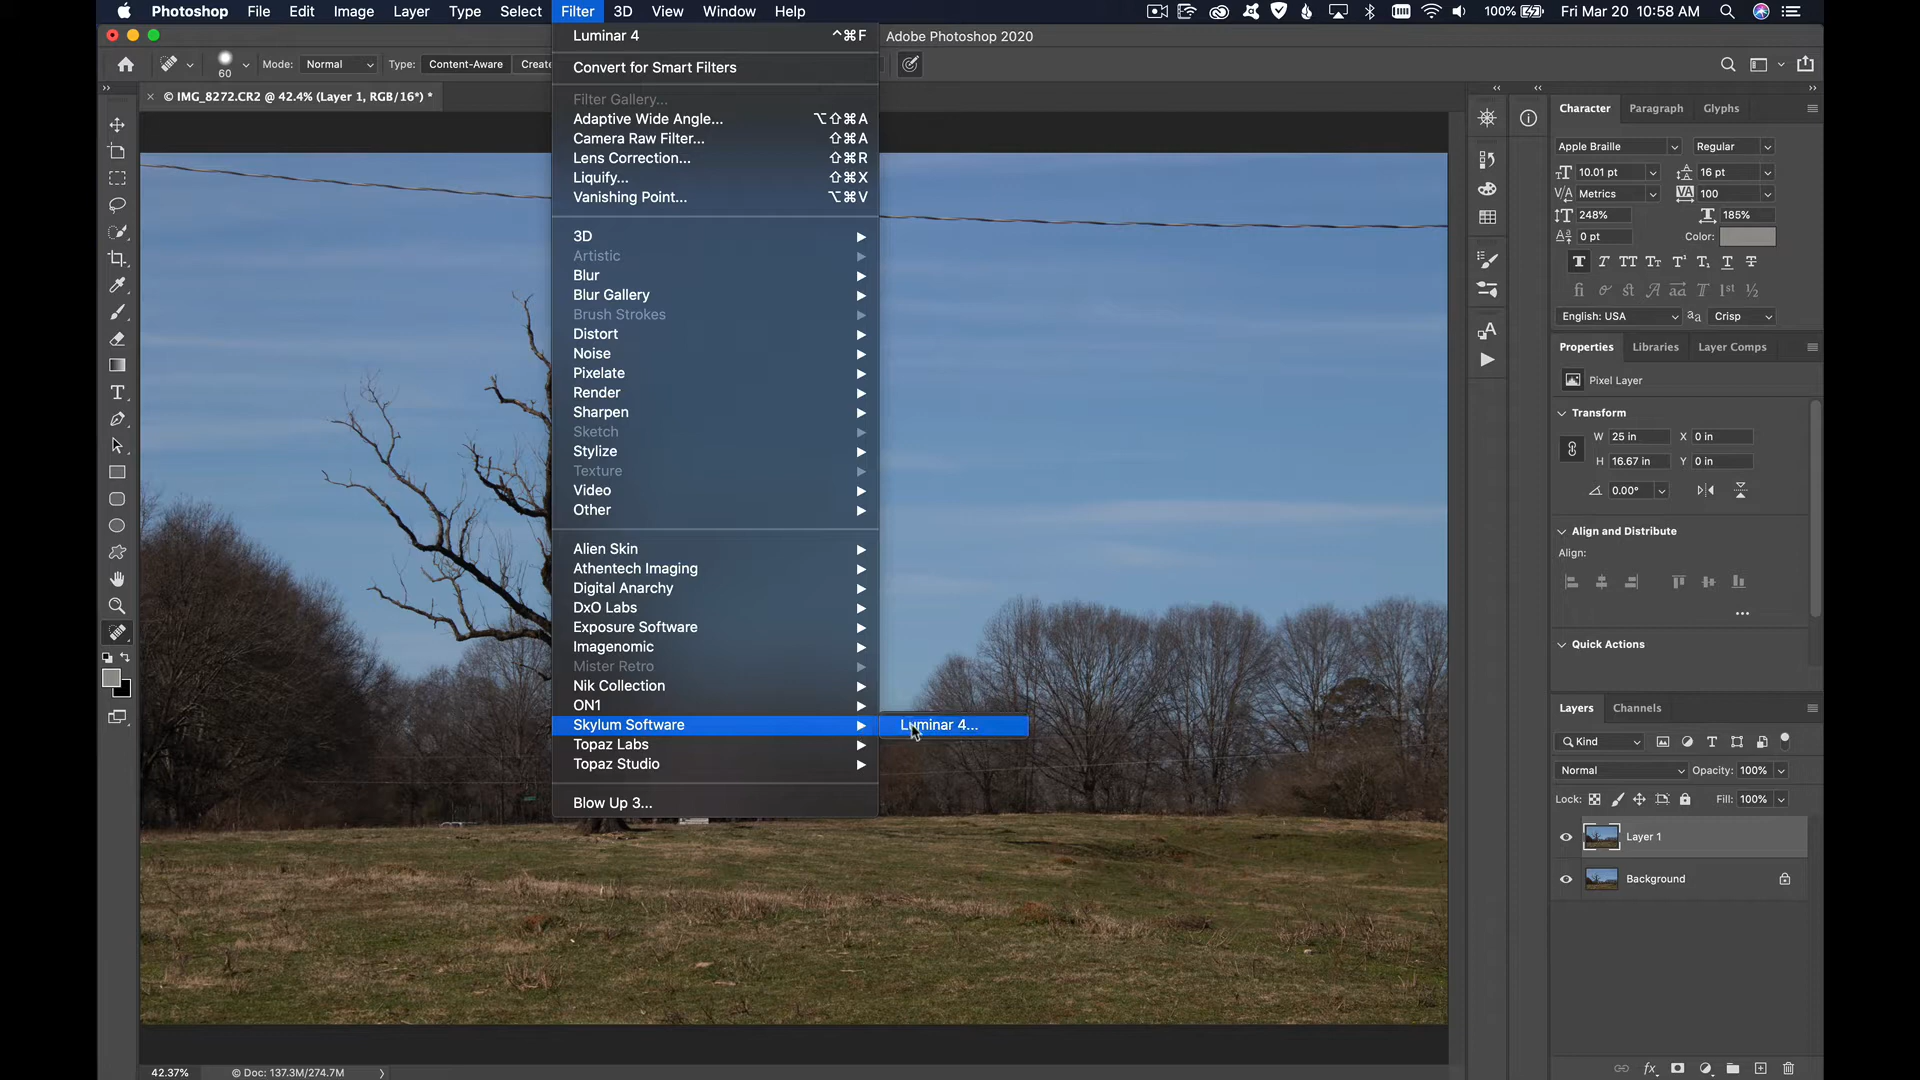 Photoshop File Edit Image Layer Type Select Filter 3D View Window Help 100% Fri Mar 20 10:58 AM
Luminar 4 ^⌘F Adobe Photoshop 2020
60 Mode: Normal Type: Content-Aware Create
Convert for Smart Filters
× © IMG_8272.CR2 @ 42.4% (Layer 1, RGB/16*) *
Filter Gallery...
Adaptive Wide Angle... ⌥⇧⌘A
Camera Raw Filter... ⇧⌘A
Lens Correction... ⇧⌘R
Liquify... ⇧⌘X
Vanishing Point... ⌥⌘V
3D
Artistic
Blur
Blur Gallery
Brush Strokes
Distort
Noise
Pixelate
Render
Sharpen
Sketch
Stylize
Texture
Video
Other
Alien Skin
Athentech Imaging
Digital Anarchy
DxO Labs
Exposure Software
Imagenomic
Mister Retro
Nik Collection
ON1
Skylum Software
Luminar 4...
Topaz Labs
Topaz Studio
Blow Up 3...
Character Paragraph Glyphs
Apple Braille Regular
10.01 pt 16 pt
Metrics 100
248% 185%
0 pt Color:
English: USA Crisp
Properties Libraries Layer Comps
Pixel Layer
Transform
W 25 in X 0 in
H 16.67 in Y 0 in
0.00°
Align and Distribute
Align:
Quick Actions
Layers Channels
Kind
Normal Opacity: 100%
Lock: Fill: 100%
Layer 1
Background
42.37% © Doc: 137.3M/274.7M